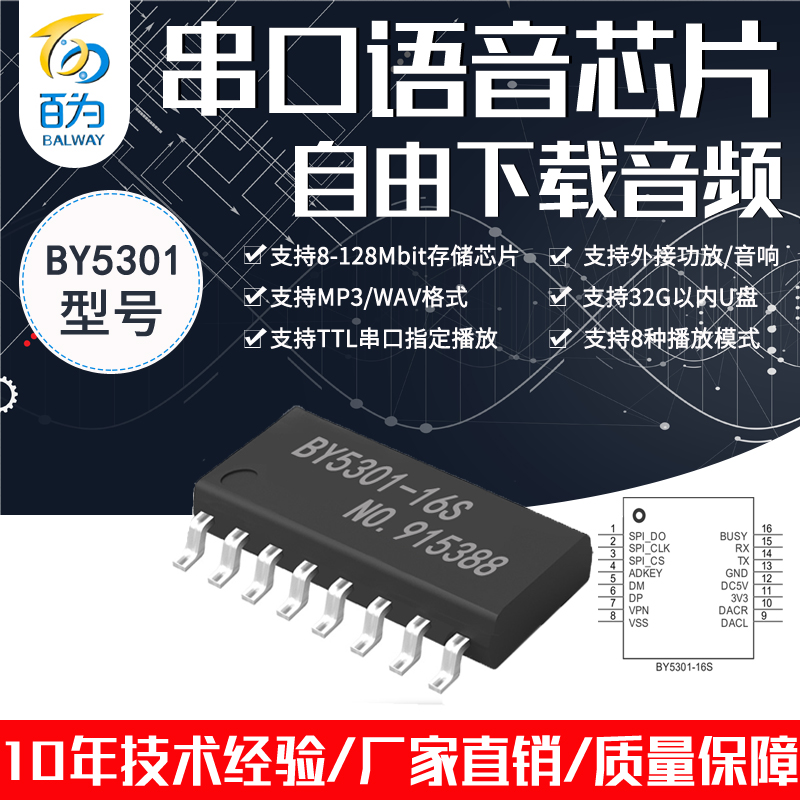 百为
BALWAY
串口语音芯片
自由下载音频
BY5301
型号
✓支持8-128Mbit存储芯片
✓支持外接功放/音响
✓支持MP3/WAV格式
✓支持32G以内U盘
✓支持TTL串口指定播放
✓支持8种播放模式
BY5301-16S
NO.915388
1 SPI_DO BUSY 16
2 SPI_CLK RX 15
3 SPI_CS TX 14
4 ADKEY GND 13
5 DM DC5V 12
6 DP 3V3 11
7 VPN DACR 10
8 VSS DACL 9
BY5301-16S
10年技术经验/厂家直销/质量保障